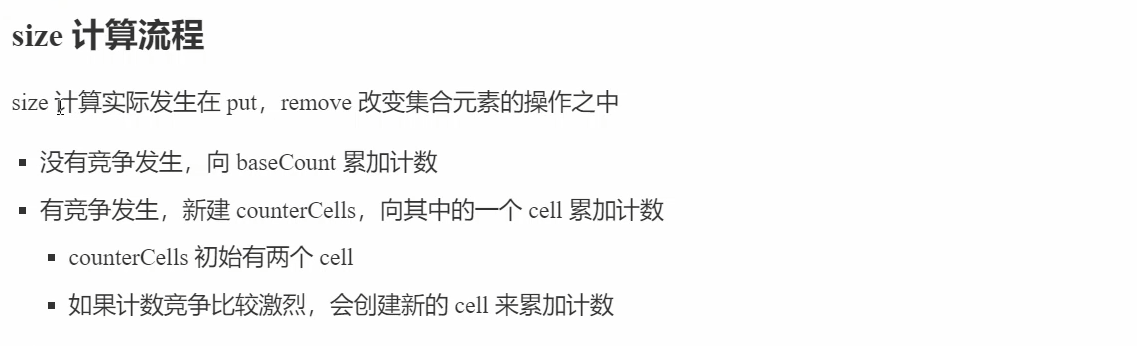 size 计算流程
size 计算实际发生在 put，remove 改变集合元素的操作之中
没有竞争发生，向 baseCount 累加计数
有竞争发生，新建 counterCells，向其中的一个 cell 累加计数
counterCells 初始有两个 cell
如果计数竞争比较激烈，会创建新的 cell 来累加计数